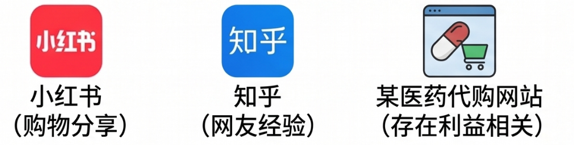 小红书
知乎
小红书
(购物分享)
知乎
(网友经验)
某医药代购网站
(存在利益相关)